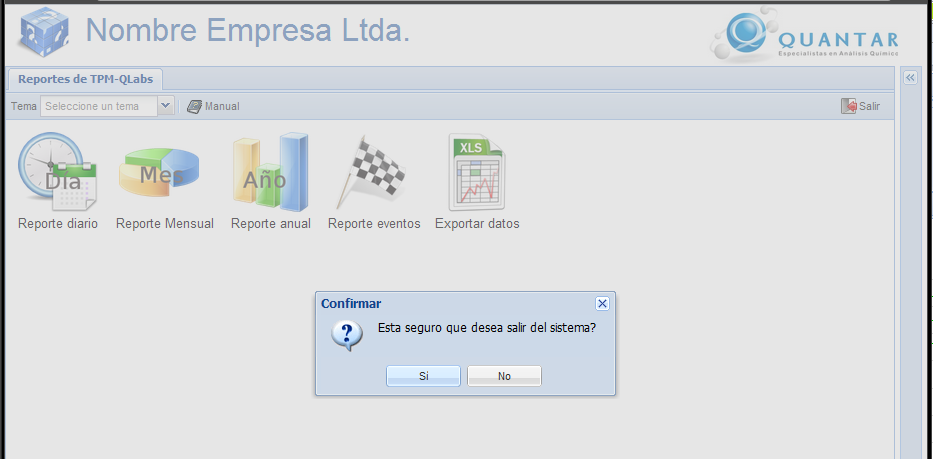 Nombre Empresa Ltda.
QUANTAR
Especialistas en Análisis Químico
Reportes de TPM-QLabs
Tema Seleccione un tema Manual Salir
Día Mes Año XLS
Reporte diario Reporte Mensual Reporte anual Reporte eventos Exportar datos
Confirmar
Esta seguro que desea salir del sistema?
Si No